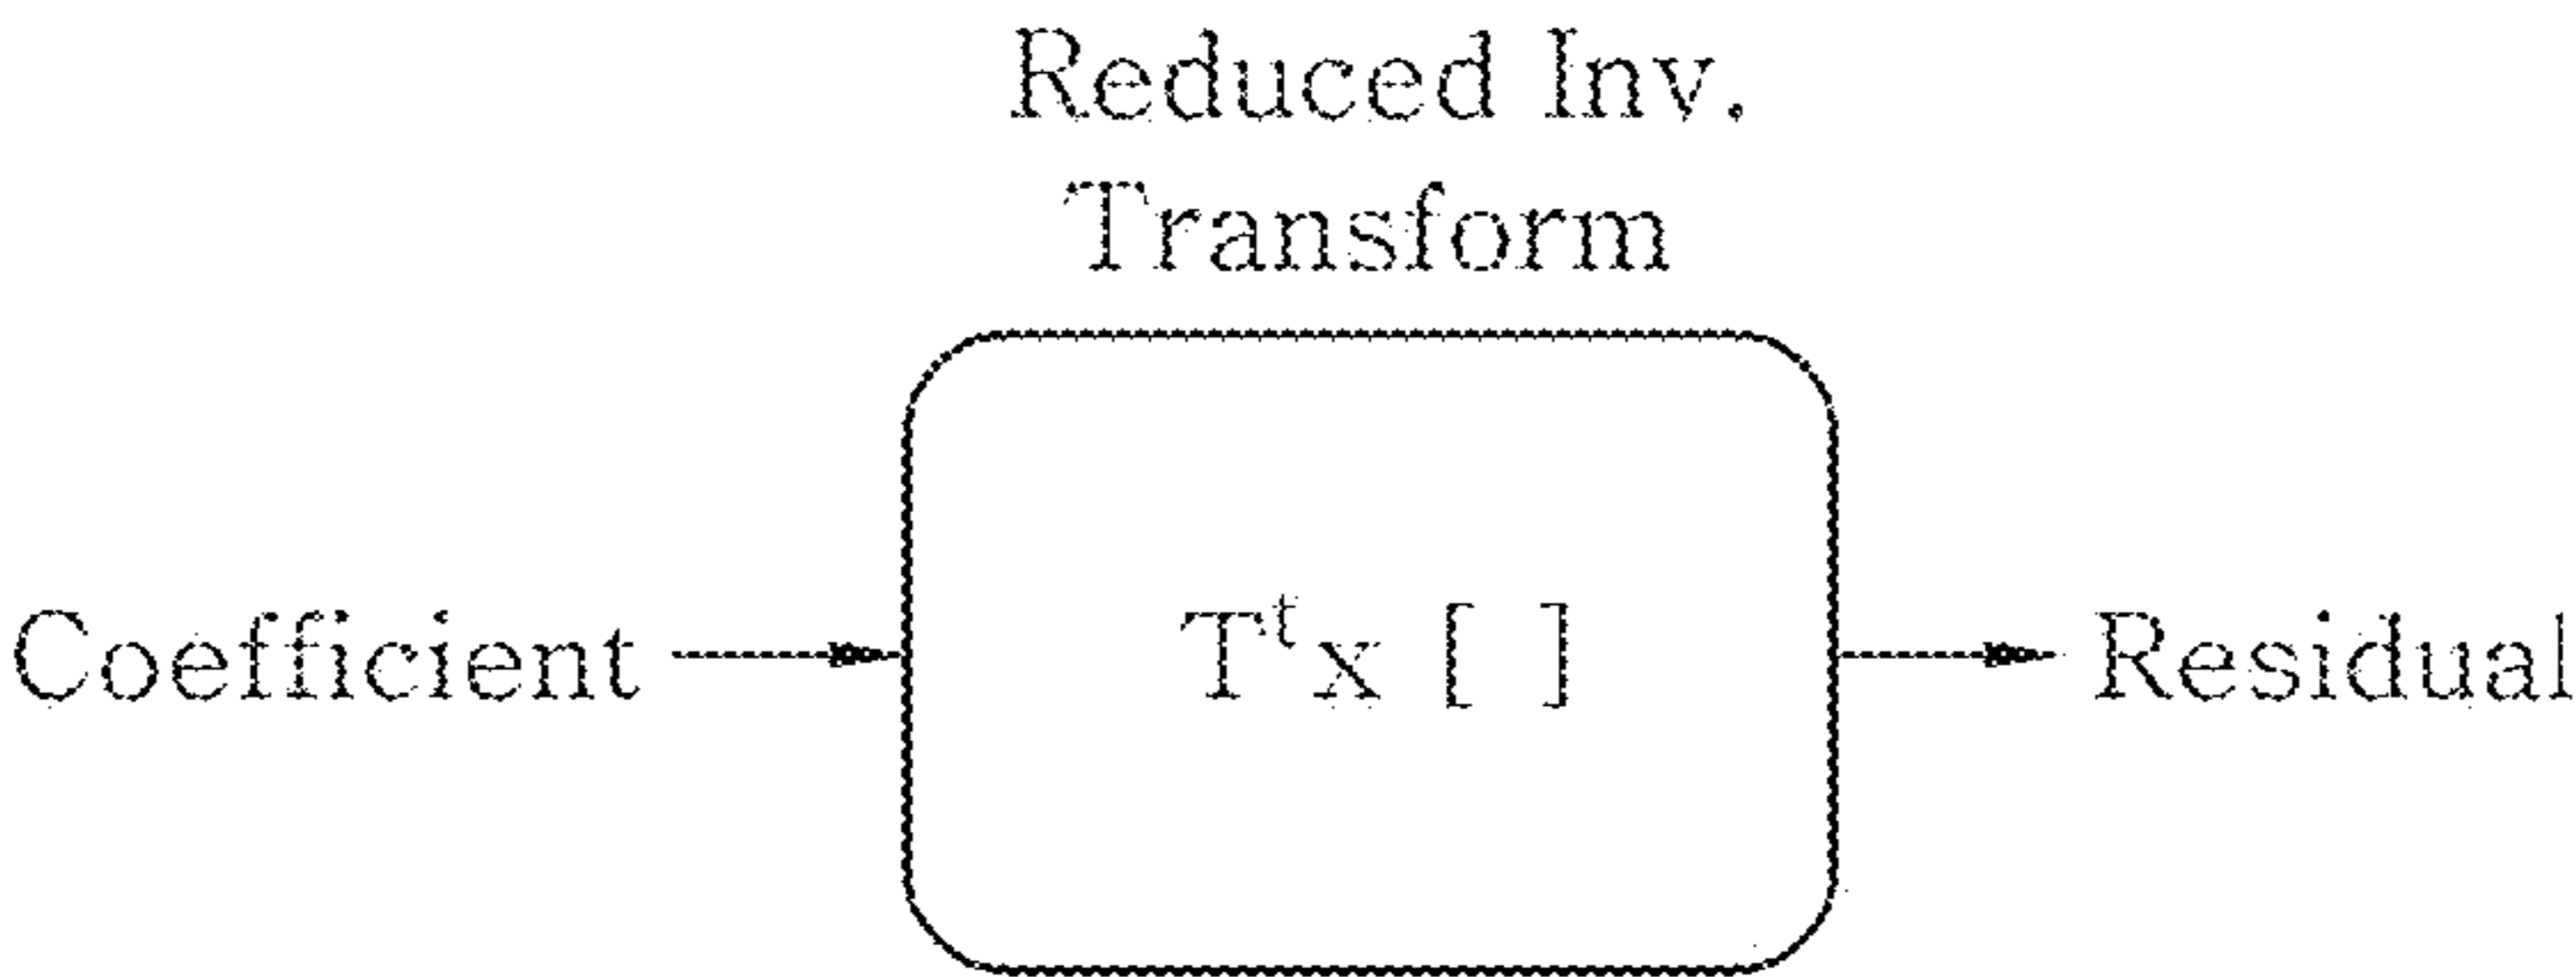 Reduced Inv.
Transform
Coefficient
Tᵗx [ ]
Residual